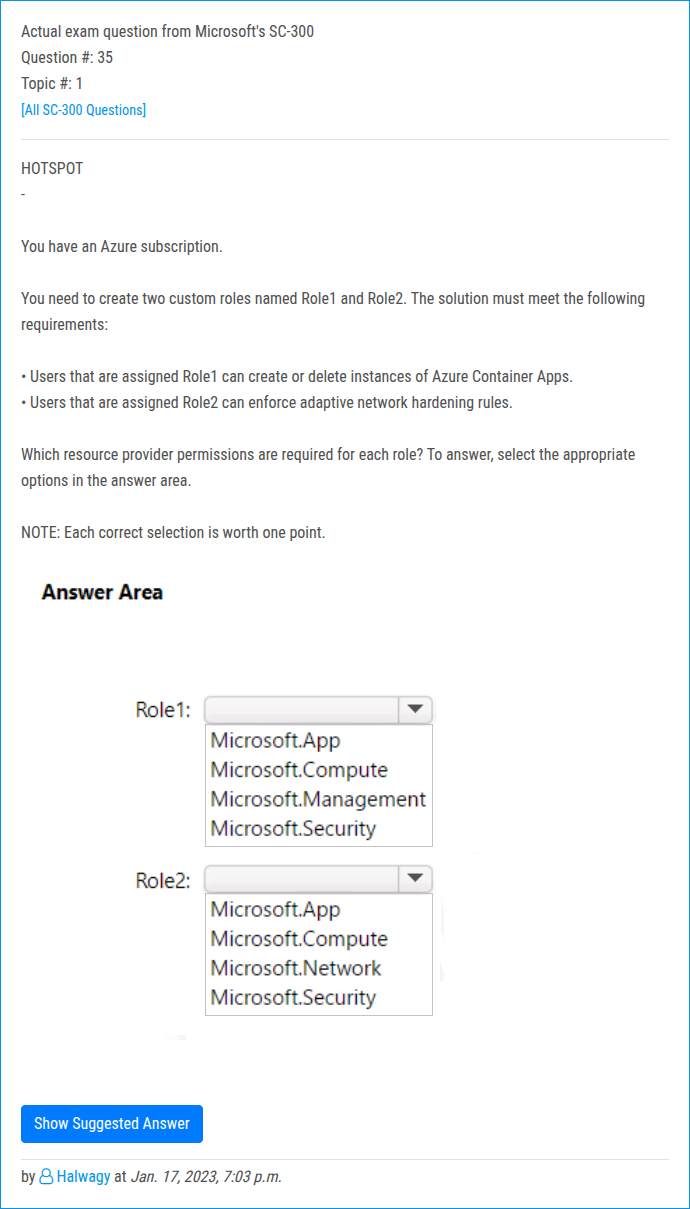 Actual exam question from Microsoft's SC-300
Question #: 35
Topic #: 1
[All SC-300 Questions]
HOTSPOT
-
You have an Azure subscription.
You need to create two custom roles named Role1 and Role2. The solution must meet the following
requirements:
• Users that are assigned Role1 can create or delete instances of Azure Container Apps.
• Users that are assigned Role2 can enforce adaptive network hardening rules.
Which resource provider permissions are required for each role? To answer, select the appropriate
options in the answer area.
NOTE: Each correct selection is worth one point.
Answer Area
Role1:
Microsoft.App
Microsoft.Compute
Microsoft.Management
Microsoft.Security
Role2:
Microsoft.App
Microsoft.Compute
Microsoft.Network
Microsoft.Security
Show Suggested Answer
by Halwagy at Jan. 17, 2023, 7:03 p.m.